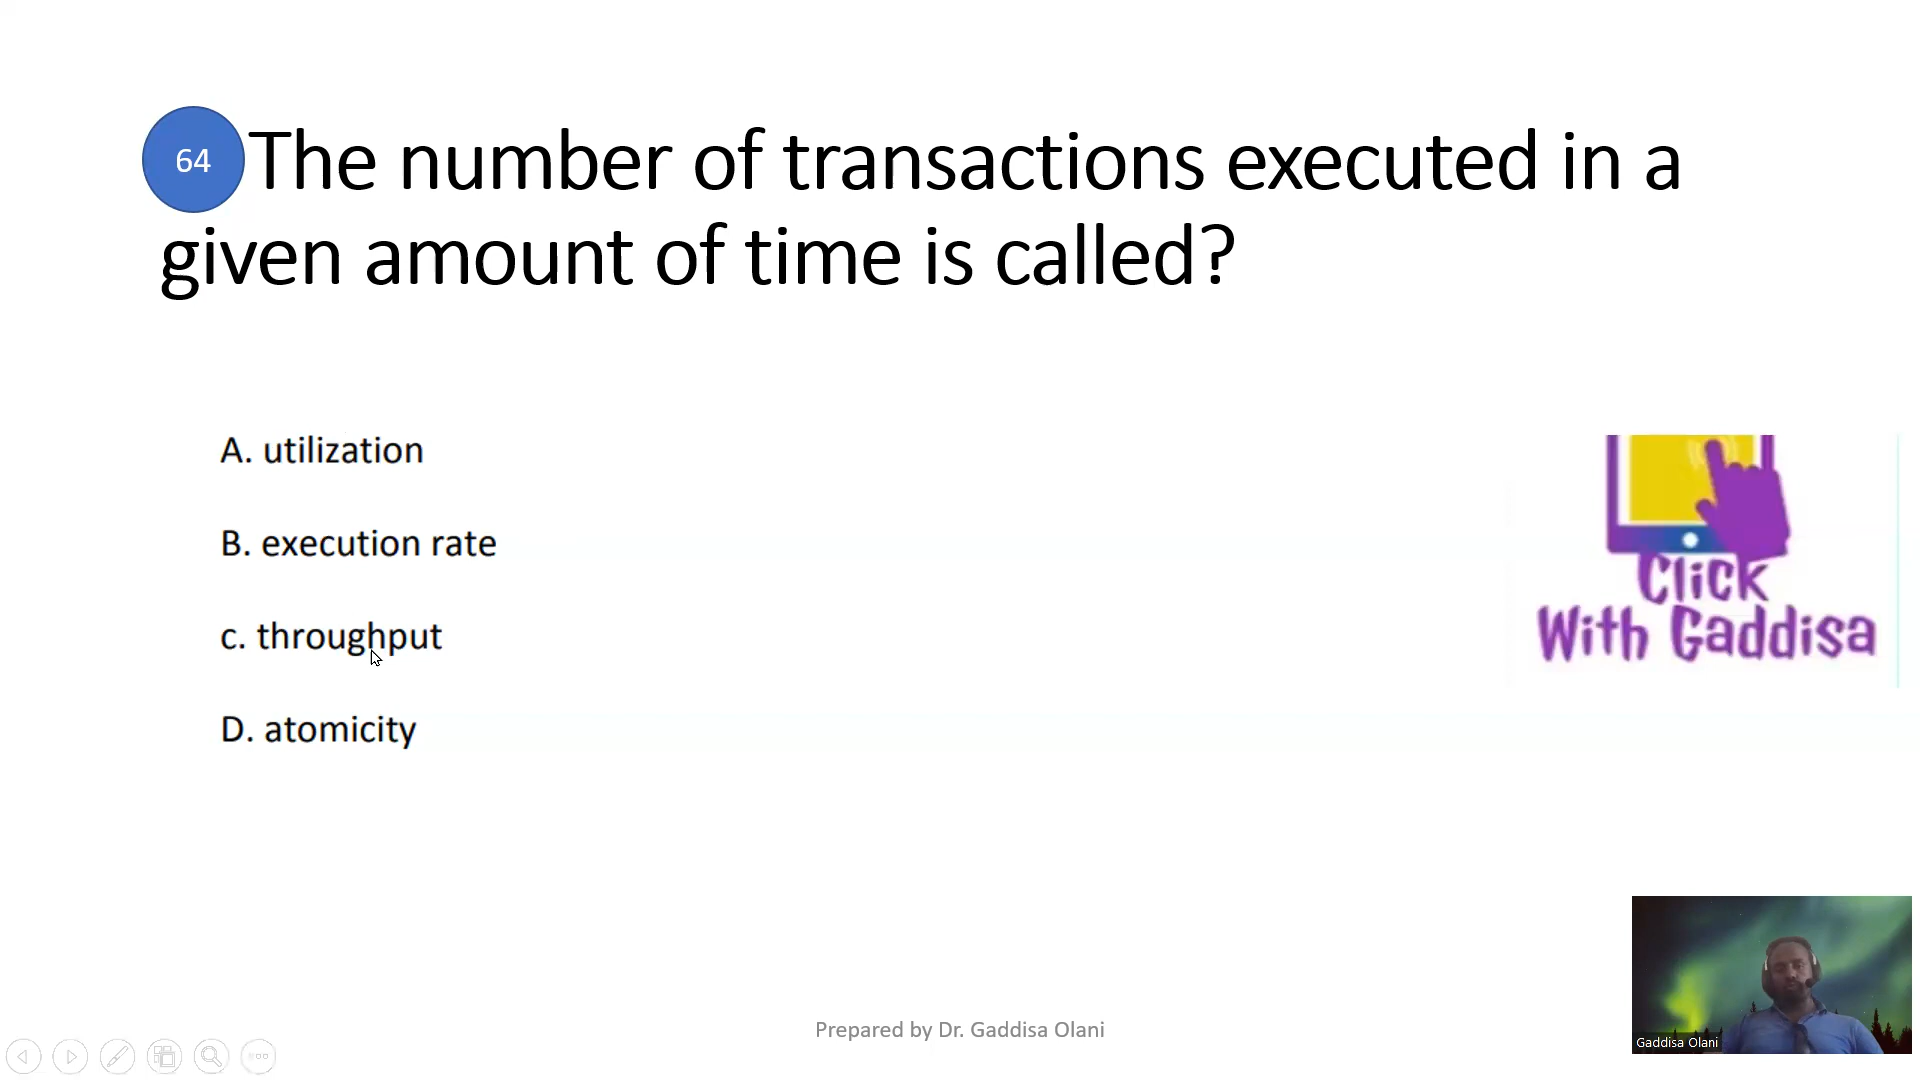 64
The number of transactions executed in a
given amount of time is called?
A. utilization
B. execution rate
c. throughput
D. atomicity
Click
With Gaddisa
Prepared by Dr. Gaddisa Olani
Gaddisa Olani